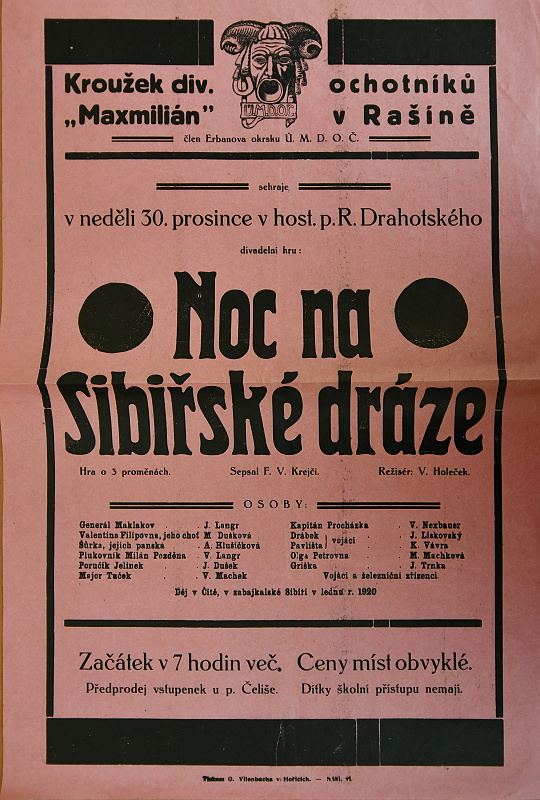 Kroužek div. ochotníků
„Maxmilián" v Rašíně
Ú.M.D.O.Č.
člen Erbanova okrsku Ú. M. D. O. Č.
sehraje
v neděli 30. prosince v host. p. R. Drahotského
divadelní hru:
Noc na
Sibiřské dráze
Hra o 3 proměnách. Sepsal F. V. Krejčí. Režisér: V. Holeček.
OSOBY:
Generál Maklakov . . J. Langr
Valentina Filipovna, jeho choť M Dušková
Šůrka, jejich panská . A. Hlušičková
Plukovník Milán Pozděna . V. Langr
Poručík Jelínek . . J. Dušek
Major Tuček . . V. Machek
Kapitán Procházka . V. Nexbauer
Drábek } vojáci . J. Liskovský
Pavlišta } . K. Vávra
Olga Petrovna . M. Machková
Griška . . J. Trnka
Vojáci a železniční zřízenci.
Děj v Čitě, v zabajkalské Sibiři v lednu r. 1920
Začátek v 7 hodin več. Ceny míst obvyklé.
Předprodej vstupenek u p. Čeliše. Dítky školní přístupu nemají.
Tiskem O. Vilenbacha v Hořicích. —